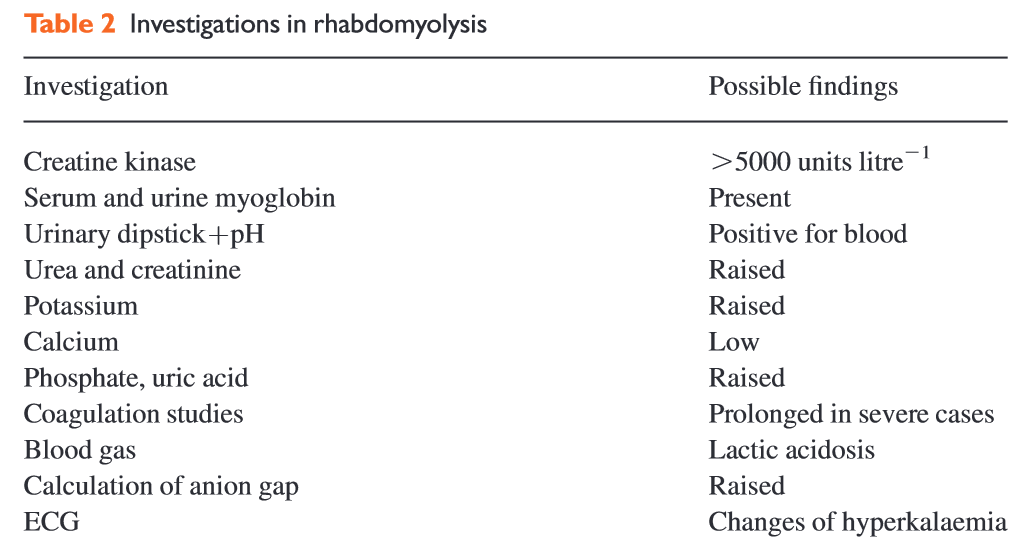 Table 2 Investigations in rhabdomyolysis
Investigation Possible findings
Creatine kinase >5000 units litre⁻¹
Serum and urine myoglobin Present
Urinary dipstick+pH Positive for blood
Urea and creatinine Raised
Potassium Raised
Calcium Low
Phosphate, uric acid Raised
Coagulation studies Prolonged in severe cases
Blood gas Lactic acidosis
Calculation of anion gap Raised
ECG Changes of hyperkalaemia